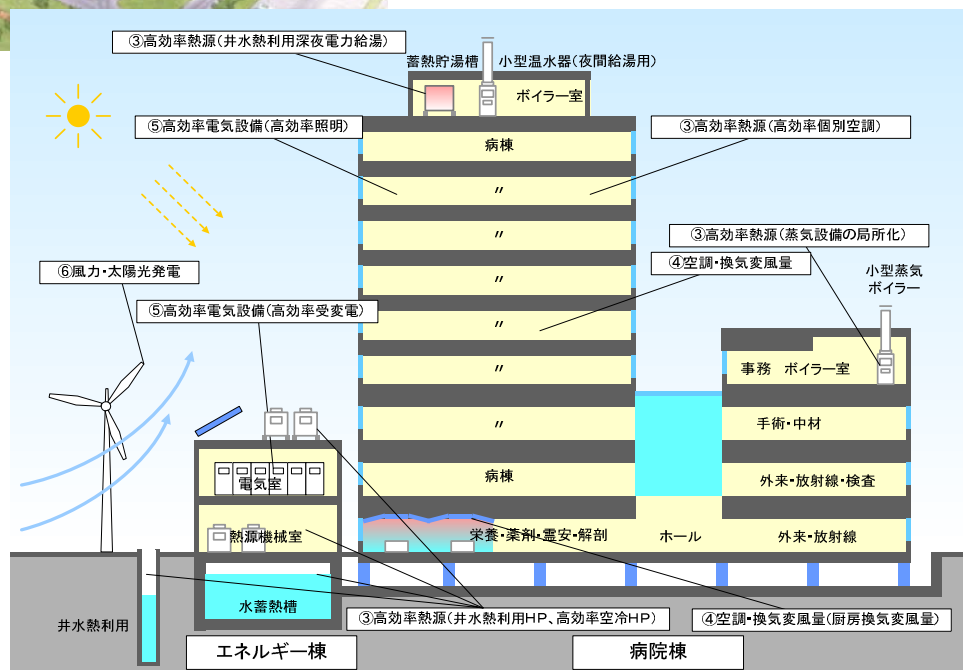 ③高効率熱源(井水熱利用深夜電力給湯)
蓄熱貯湯槽 小型温水器(夜間給湯用)
ボイラー室
⑤高効率電気設備(高効率照明)
③高効率熱源(高効率個別空調)
病棟
〃
〃
③高効率熱源(蒸気設備の局所化)
④空調・換気変風量
⑥風力・太陽光発電
小型蒸気
ボイラー
〃
⑤高効率電気設備(高効率受変電)
〃
〃
事務 ボイラー室
〃
手術・中材
電気室
病棟
外来・放射線・検査
熱源機械室
栄養・薬剤・霊安・解剖
ホール
外来・放射線
水蓄熱槽
井水熱利用
③高効率熱源(井水熱利用HP、高効率空冷HP)
④空調・換気変風量(厨房換気変風量)
エネルギー棟
病院棟